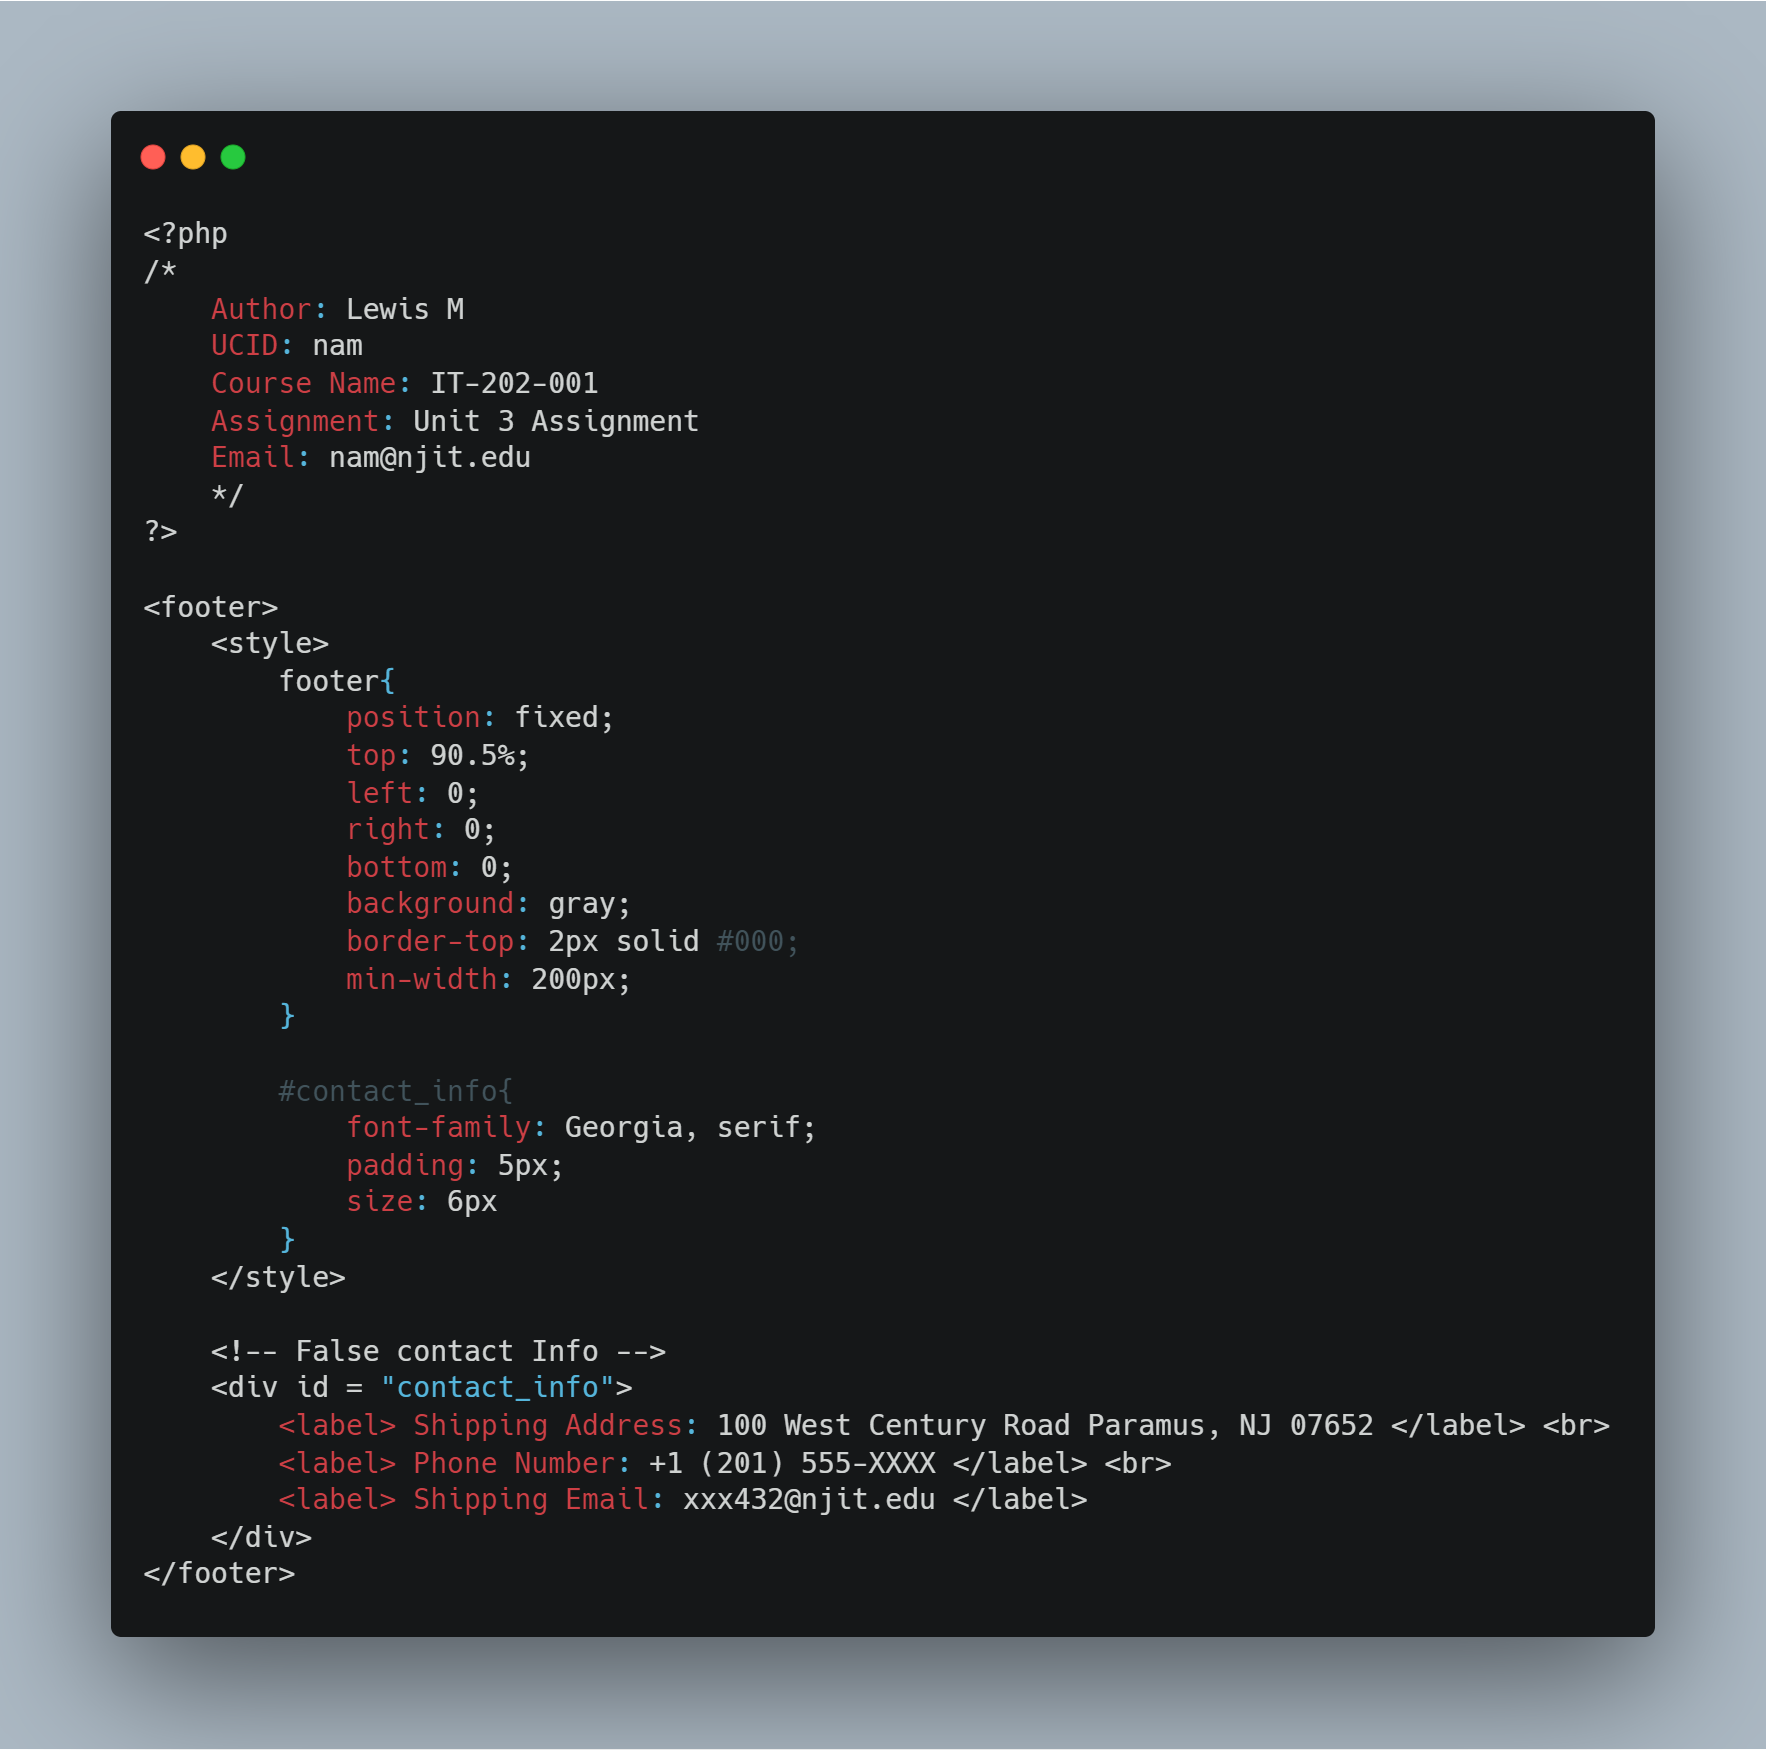 <?php
/*
    Author: Lewis M
    UCID: nam
    Course Name: IT-202-001
    Assignment: Unit 3 Assignment
    Email: nam@njit.edu
    */
?>

<footer>
    <style>
        footer{
            position: fixed;
            top: 90.5%;
            left: 0;
            right: 0;
            bottom: 0;
            background: gray;
            border-top: 2px solid #000;
            min-width: 200px;
        }

        #contact_info{
            font-family: Georgia, serif;
            padding: 5px;
            size: 6px
        }
    </style>

    <!-- False contact Info -->
    <div id = "contact_info">
        <label> Shipping Address: 100 West Century Road Paramus, NJ 07652 </label> <br>
        <label> Phone Number: +1 (201) 555-XXXX </label> <br>
        <label> Shipping Email: xxx432@njit.edu </label>
    </div>
</footer>